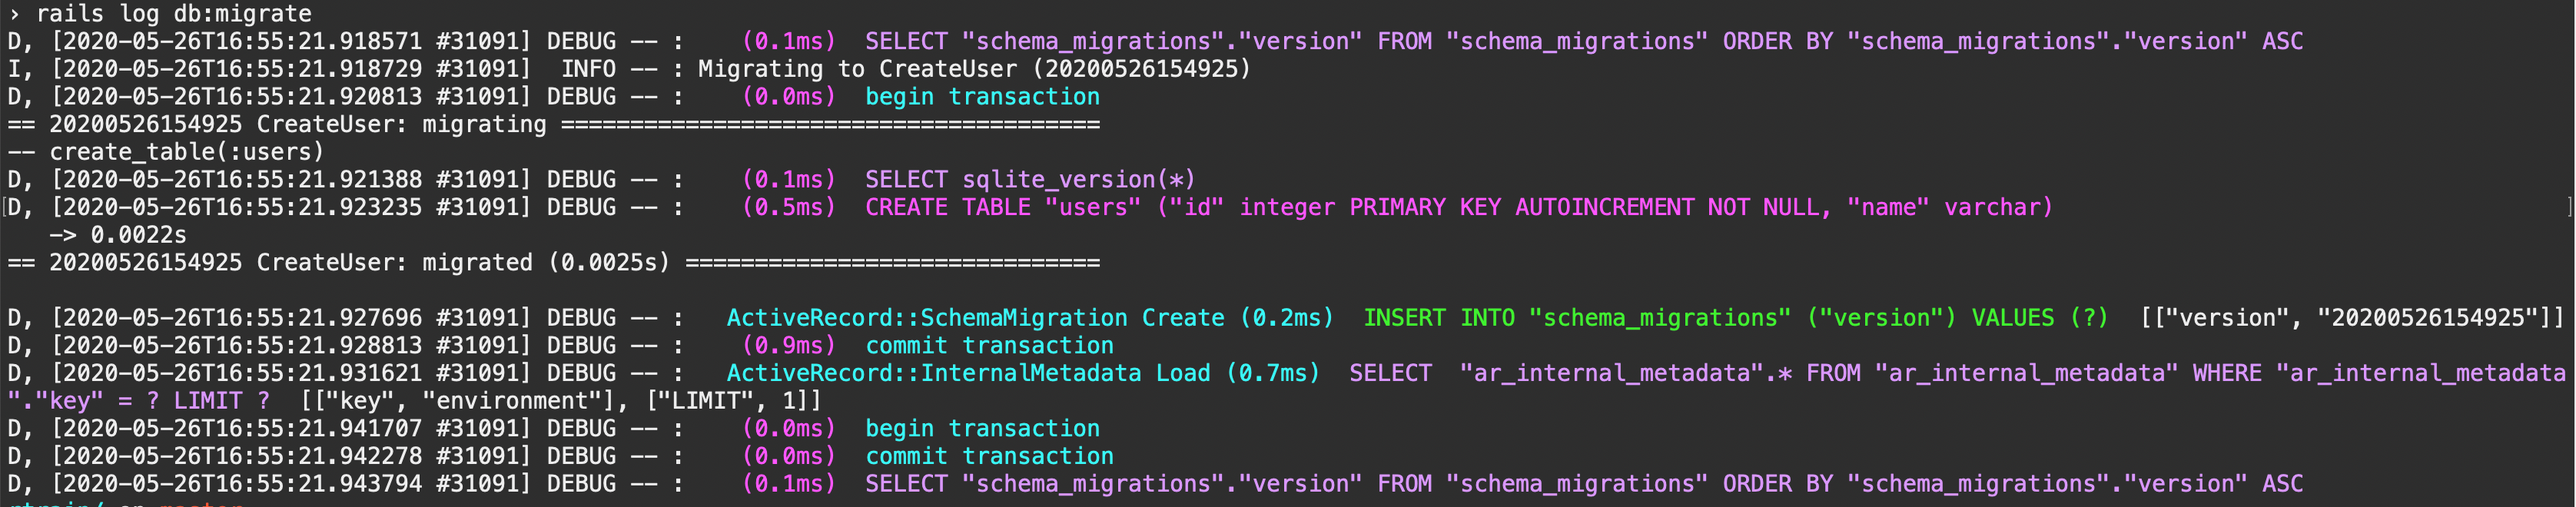 › rails log db:migrate
D, [2020-05-26T16:55:21.918571 #31091] DEBUG -- :    (0.1ms)  SELECT "schema_migrations"."version" FROM "schema_migrations" ORDER BY "schema_migrations"."version" ASC
I, [2020-05-26T16:55:21.918729 #31091]  INFO -- : Migrating to CreateUser (20200526154925)
D, [2020-05-26T16:55:21.920813 #31091] DEBUG -- :    (0.0ms)  begin transaction
== 20200526154925 CreateUser: migrating =======================================
-- create_table(:users)
D, [2020-05-26T16:55:21.921388 #31091] DEBUG -- :    (0.1ms)  SELECT sqlite_version(*)
D, [2020-05-26T16:55:21.923235 #31091] DEBUG -- :    (0.5ms)  CREATE TABLE "users" ("id" integer PRIMARY KEY AUTOINCREMENT NOT NULL, "name" varchar)
   -> 0.0022s
== 20200526154925 CreateUser: migrated (0.0025s) ==============================
D, [2020-05-26T16:55:21.927696 #31091] DEBUG -- :   ActiveRecord::SchemaMigration Create (0.2ms)  INSERT INTO "schema_migrations" ("version") VALUES (?)  [["version", "20200526154925"]]
D, [2020-05-26T16:55:21.928813 #31091] DEBUG -- :    (0.9ms)  commit transaction
D, [2020-05-26T16:55:21.931621 #31091] DEBUG -- :   ActiveRecord::InternalMetadata Load (0.7ms)  SELECT  "ar_internal_metadata".* FROM "ar_internal_metadata" WHERE "ar_internal_metadata
"."key" = ? LIMIT ?  [["key", "environment"], ["LIMIT", 1]]
D, [2020-05-26T16:55:21.941707 #31091] DEBUG -- :    (0.0ms)  begin transaction
D, [2020-05-26T16:55:21.942278 #31091] DEBUG -- :    (0.0ms)  commit transaction
D, [2020-05-26T16:55:21.943794 #31091] DEBUG -- :    (0.1ms)  SELECT "schema_migrations"."version" FROM "schema_migrations" ORDER BY "schema_migrations"."version" ASC